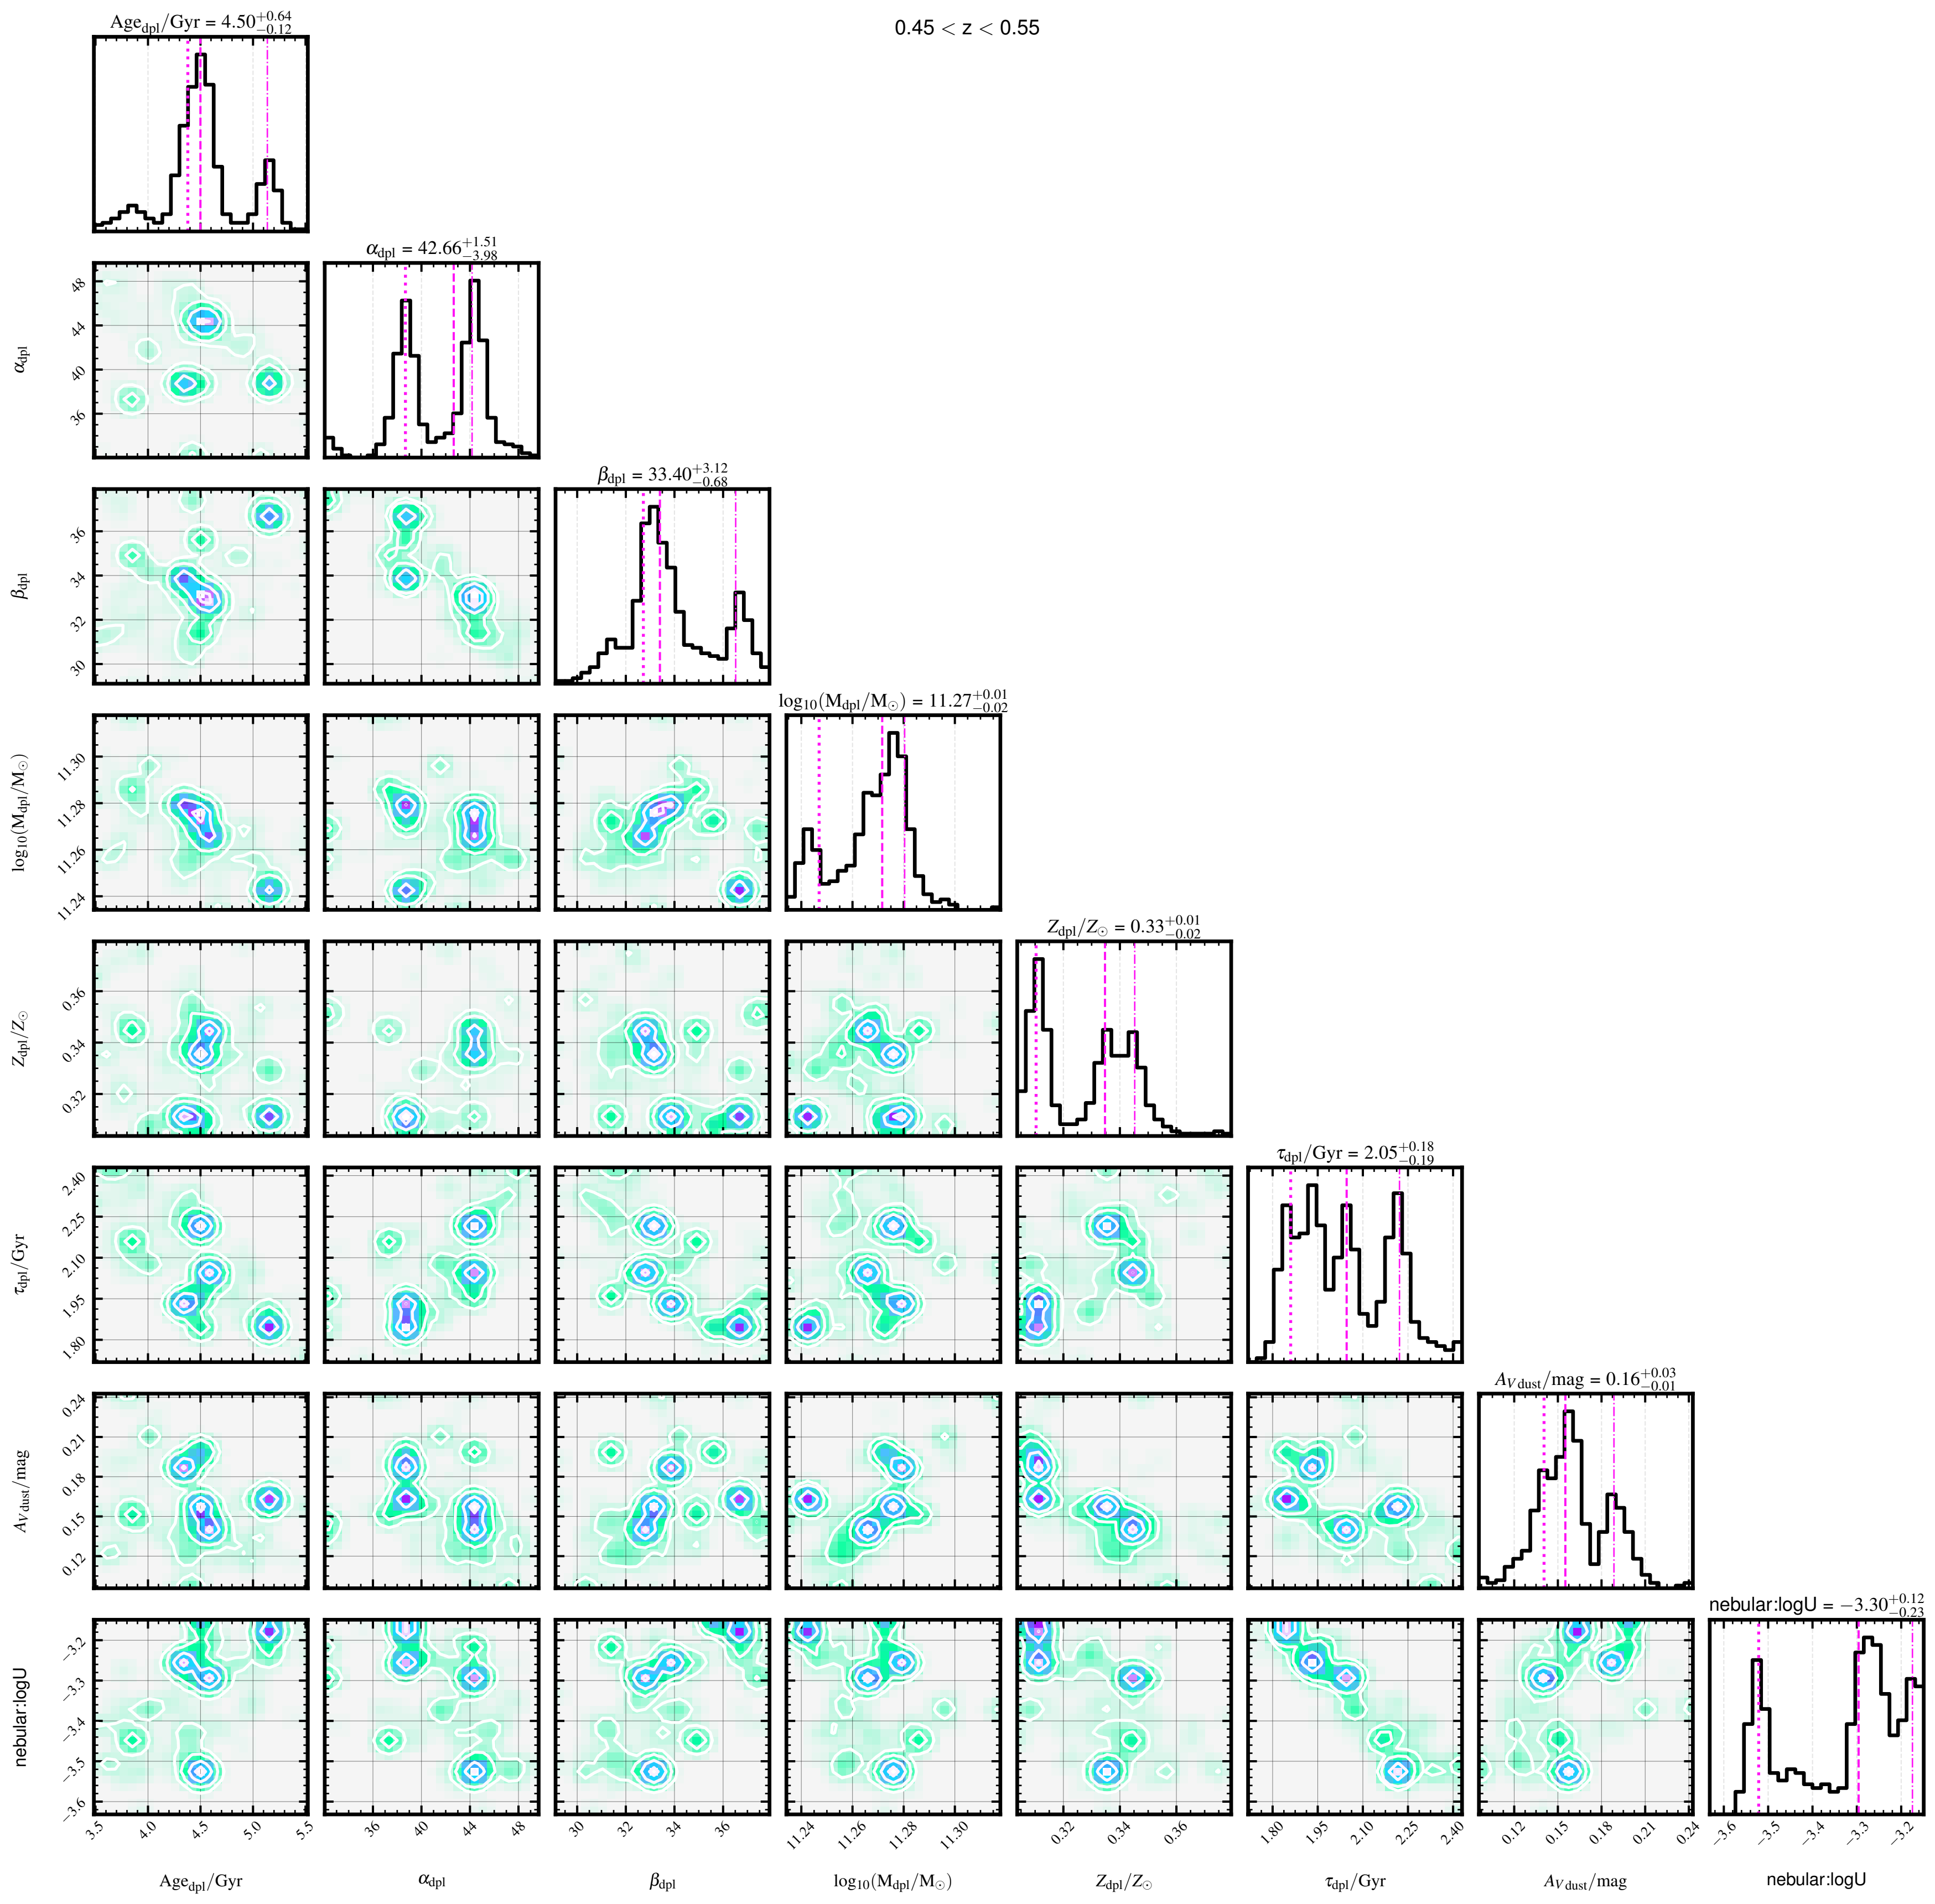 0.45 < z < 0.55
Age_dpl/Gyr = 4.50^{+0.64}_{−0.12}
α_dpl = 42.66^{+1.51}_{−3.98}
48
44
40
36
α_dpl
β_dpl = 33.40^{+3.12}_{−0.68}
36
34
32
30
β_dpl
log₁₀(M_dpl/M_⊙) = 11.27^{+0.01}_{−0.02}
11.30
11.28
11.26
11.24
log₁₀(M_dpl/M_⊙)
Z_dpl/Z_⊙ = 0.33^{+0.01}_{−0.02}
0.36
0.34
0.32
Z_dpl/Z_⊙
τ_dpl/Gyr = 2.05^{+0.18}_{−0.19}
2.40
2.25
2.10
1.95
1.80
τ_dpl/Gyr
A_{V dust}/mag = 0.16^{+0.03}_{−0.01}
0.24
0.21
0.18
0.15
0.12
A_{V dust}/mag
nebular:logU = −3.30^{+0.12}_{−0.23}
−3.2
−3.3
−3.4
−3.5
−3.6
nebular:logU
3.5 4.0 4.5 5.0 5.5 36 40 44 48 30 32 34 36 11.24 11.26 11.28 11.30 0.32 0.34 0.36 1.80 1.95 2.10 2.25 2.40 0.12 0.15 0.18 0.21 0.24 −3.6 −3.5 −3.4 −3.3 −3.2
Age_dpl/Gyr α_dpl β_dpl log₁₀(M_dpl/M_⊙) Z_dpl/Z_⊙ τ_dpl/Gyr A_{V dust}/mag nebular:logU